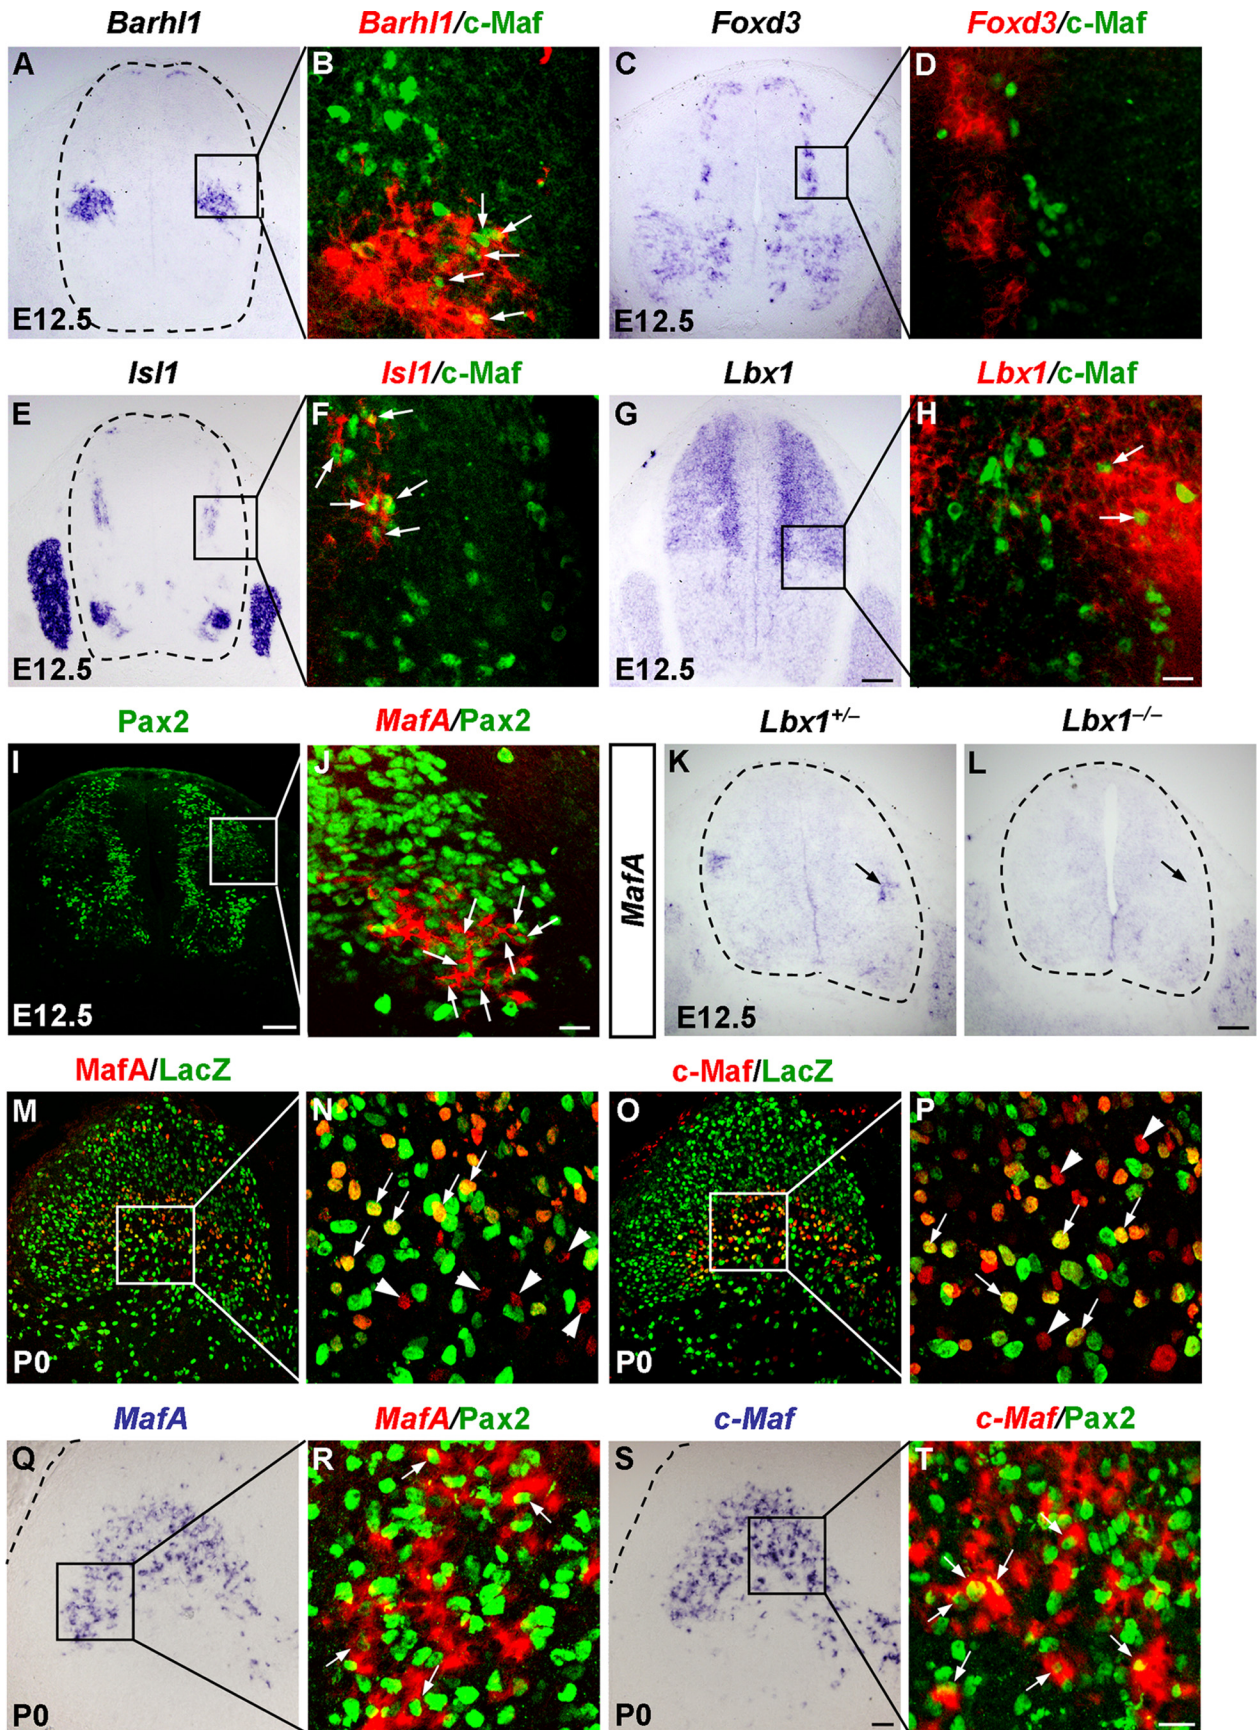 Barhl1 Barhl1/c-Maf Foxd3 Foxd3/c-Maf
A B C D
E12.5 E12.5
Isl1 Isl1/c-Maf Lbx1 Lbx1/c-Maf
E F G H
E12.5 E12.5
Pax2 MafA/Pax2 Lbx1+/– Lbx1–/–
I J MafA K L
E12.5 E12.5
MafA/LacZ c-Maf/LacZ
M N O P
P0 P0
MafA MafA/Pax2 c-Maf c-Maf/Pax2
Q R S T
P0 P0